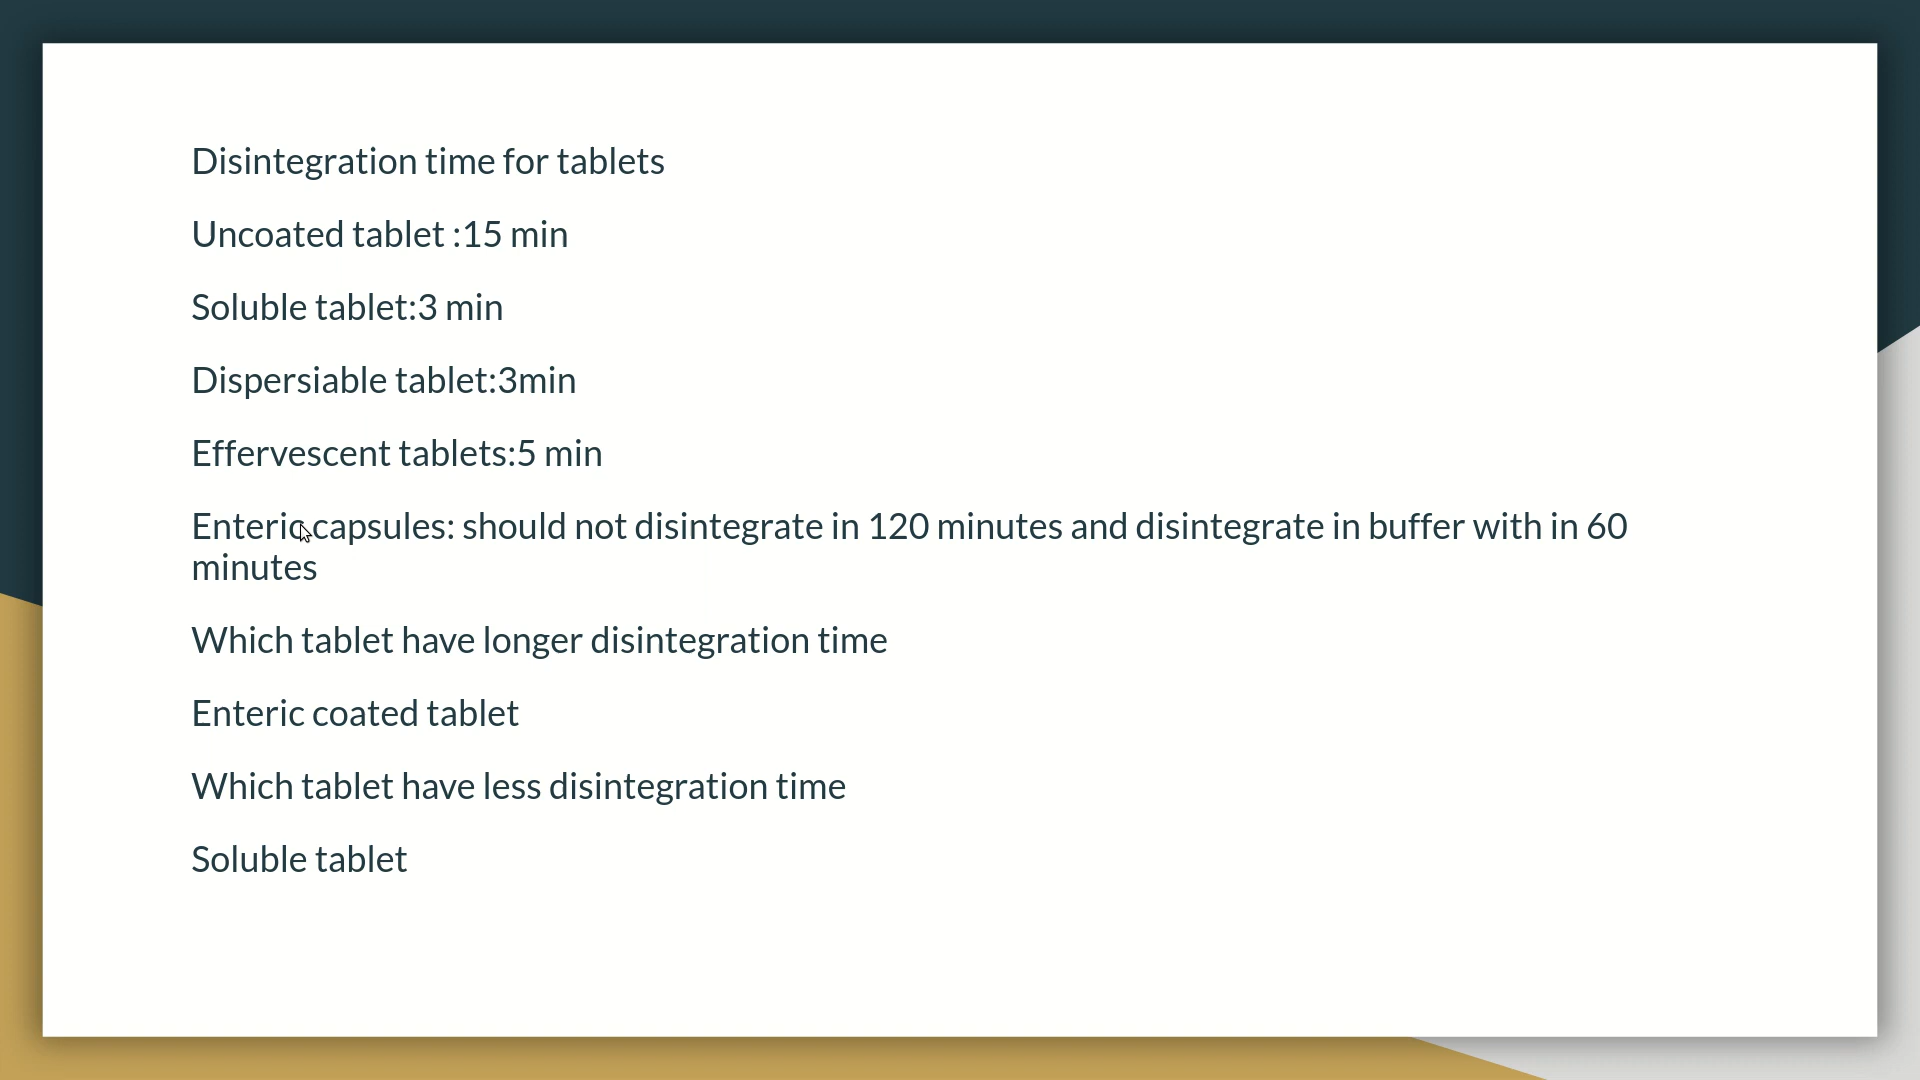 Disintegration time for tablets
Uncoated tablet :15 min
Soluble tablet:3 min
Dispersiable tablet:3min
Effervescent tablets:5 min
Enteric capsules: should not disintegrate in 120 minutes and disintegrate in buffer with in 60
minutes
Which tablet have longer disintegration time
Enteric coated tablet
Which tablet have less disintegration time
Soluble tablet